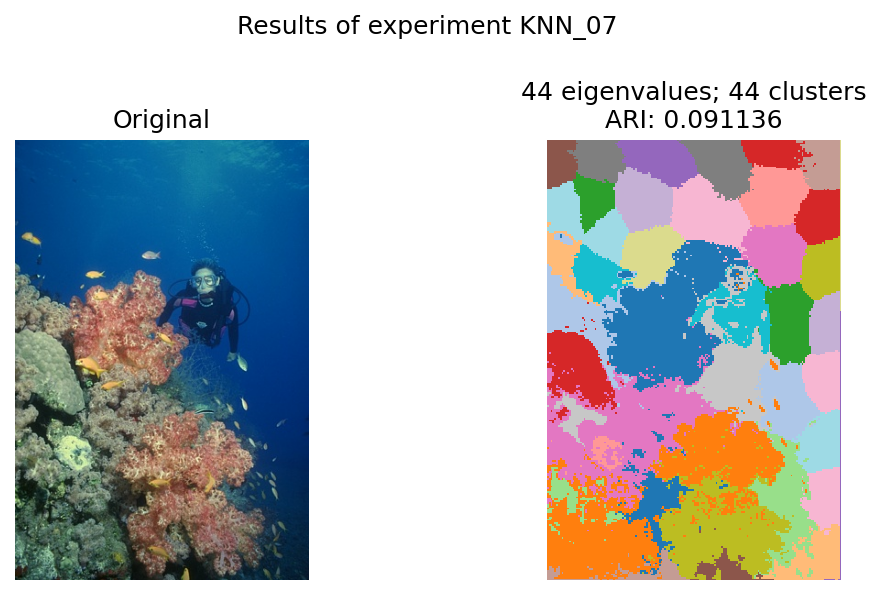 Results of experiment KNN_07
Original
44 eigenvalues; 44 clusters
ARI: 0.091136